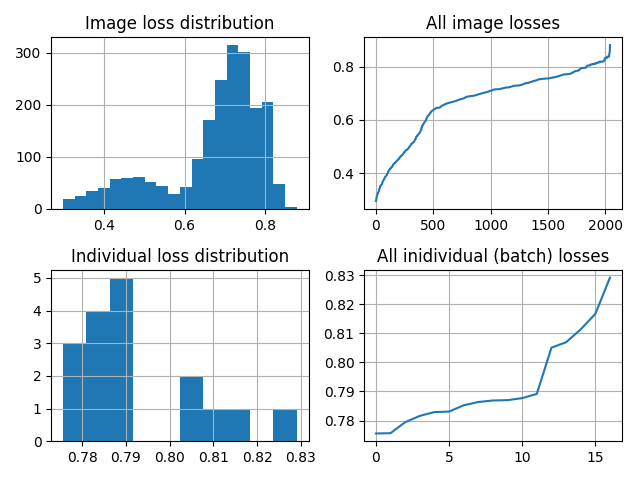 Image loss distribution
All image losses
300
200
100
0
0.4 0.6 0.8
0.8
0.6
0.4
0 500 1000 1500 2000
Individual loss distribution
All inidividual (batch) losses
5
4
3
2
1
0
0.78 0.79 0.80 0.81 0.82 0.83
0.83
0.82
0.81
0.80
0.79
0.78
0 5 10 15